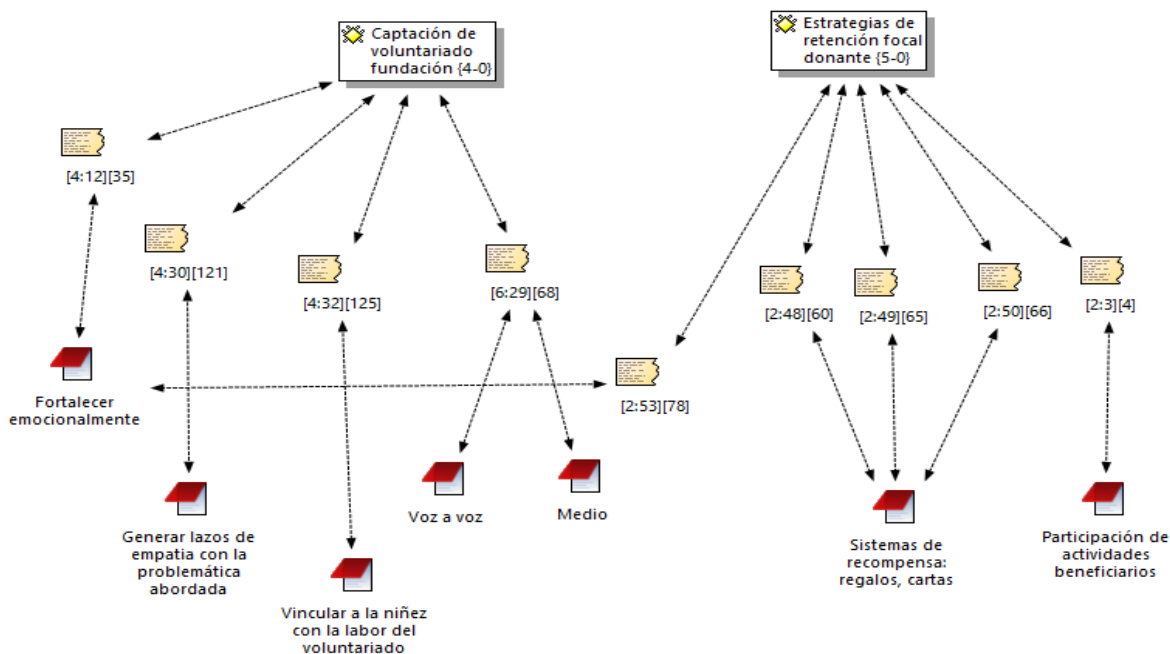 Captación de
voluntariado
fundación {4-0}
Estrategias de
retención focal
donante {5-0}
[4:12][35]
[4:30][121]
[4:32][125]
[6:29][68]
[2:48][60]
[2:49][65]
[2:50][66]
[2:3][4]
[2:53][78]
Fortalecer
emocionalmente
Generar lazos de
empatia con la
problemática
abordada
Vincular a la niñez
con la labor del
voluntariado
Voz a voz
Medio
Sistemas de
recompensa:
regalos, cartas
Participación de
actividades
beneficiarios